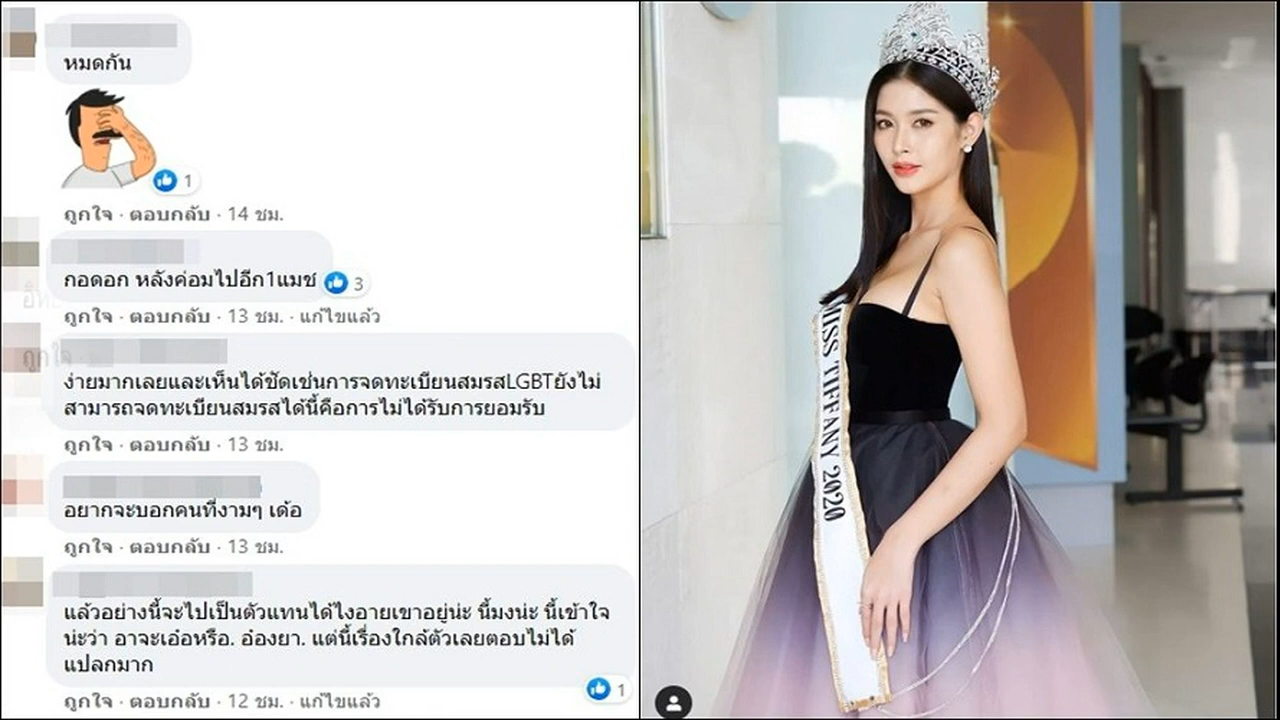 หมดกัน
1
ถูกใจ · ตอบกลับ · 14 ชม.
กอดอก หลังค่อมไปอีก1แมช
3
ถูกใจ · ตอบกลับ · 13 ชม. · แก้ไขแล้ว
ง่ายมากเลยและเห็นได้ชัดเช่นการจดทะเบียนสมรสLGBTยังไม่
สามารถจดทะเบียนสมรสได้นี้คือการไม่ได้รับการยอมรับ
ถูกใจ · ตอบกลับ · 13 ชม.
อยากจะบอกคนที่งามๆ เด้อ
ถูกใจ · ตอบกลับ · 13 ชม.
แล้วอย่างนี้จะไปเป็นตัวแทนได้ไงอายเขาอยู่น่ะ นี้มงน่ะ นี้เข้าใจ
น่ะว่า อาจะเอ๋อหรือ. อ๋องยา. แต่นี้เรื่องใกล้ตัวเลยตอบไม่ได้
แปลกมาก
1
ถูกใจ · ตอบกลับ · 12 ชม. · แก้ไขแล้ว
MISS TIFFANY 2020